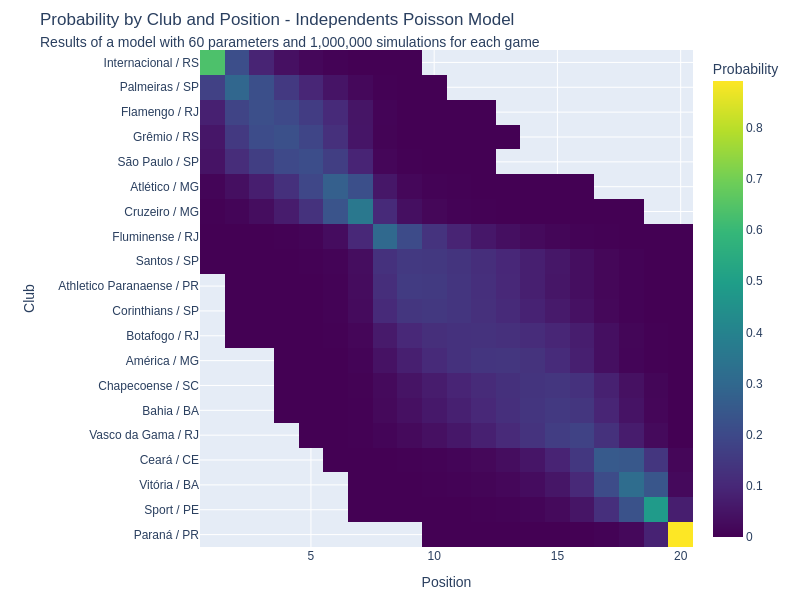 Probability by Club and Position - Independents Poisson Model
Results of a model with 60 parameters and 1,000,000 simulations for each game
Probability
Club
Internacional / RS
Palmeiras / SP
Flamengo / RJ
Grêmio / RS
São Paulo / SP
Atlético / MG
Cruzeiro / MG
Fluminense / RJ
Santos / SP
Athletico Paranaense / PR
Corinthians / SP
Botafogo / RJ
América / MG
Chapecoense / SC
Bahia / BA
Vasco da Gama / RJ
Ceará / CE
Vitória / BA
Sport / PE
Paraná / PR
0.8
0.7
0.6
0.5
0.4
0.3
0.2
0.1
0
5 10 15 20
Position